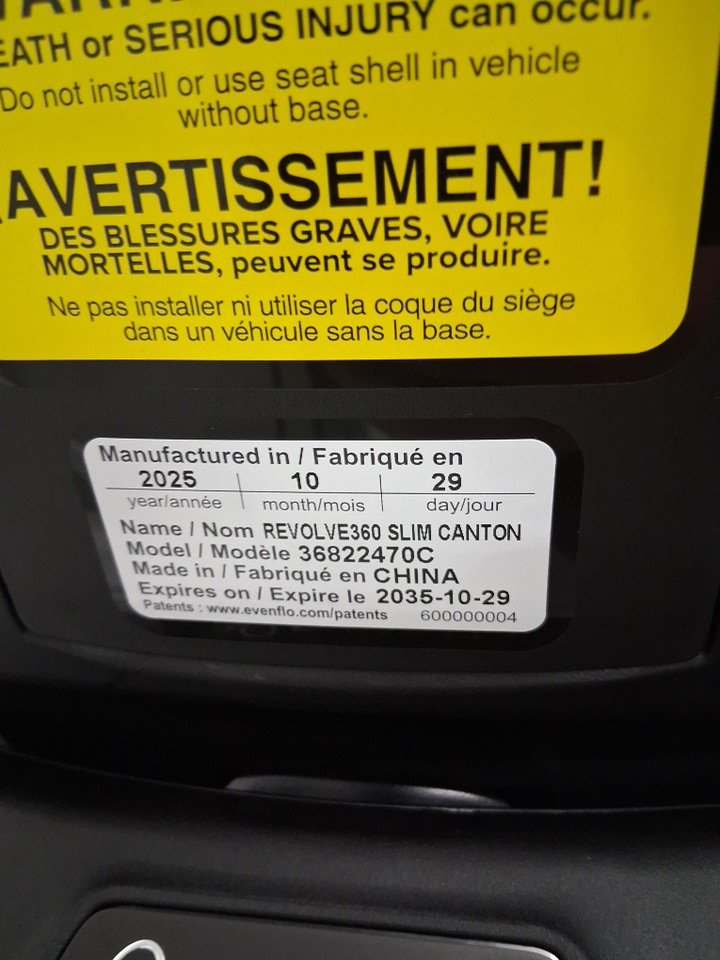 DEATH or SERIOUS INJURY can occur.
Do not install or use seat shell in vehicle
without base.
AVERTISSEMENT!
DES BLESSURES GRAVES, VOIRE
MORTELLES, peuvent se produire.
Ne pas installer ni utiliser la coque du siège
dans un véhicule sans la base.
Manufactured in / Fabriqué en
2025 10 29
year/année month/mois day/jour
Name / Nom REVOLVE360 SLIM CANTON
Model / Modèle 36822470C
Made in / Fabriqué en CHINA
Expires on / Expire le 2035-10-29
Patents : www.evenflo.com/patents 600000004